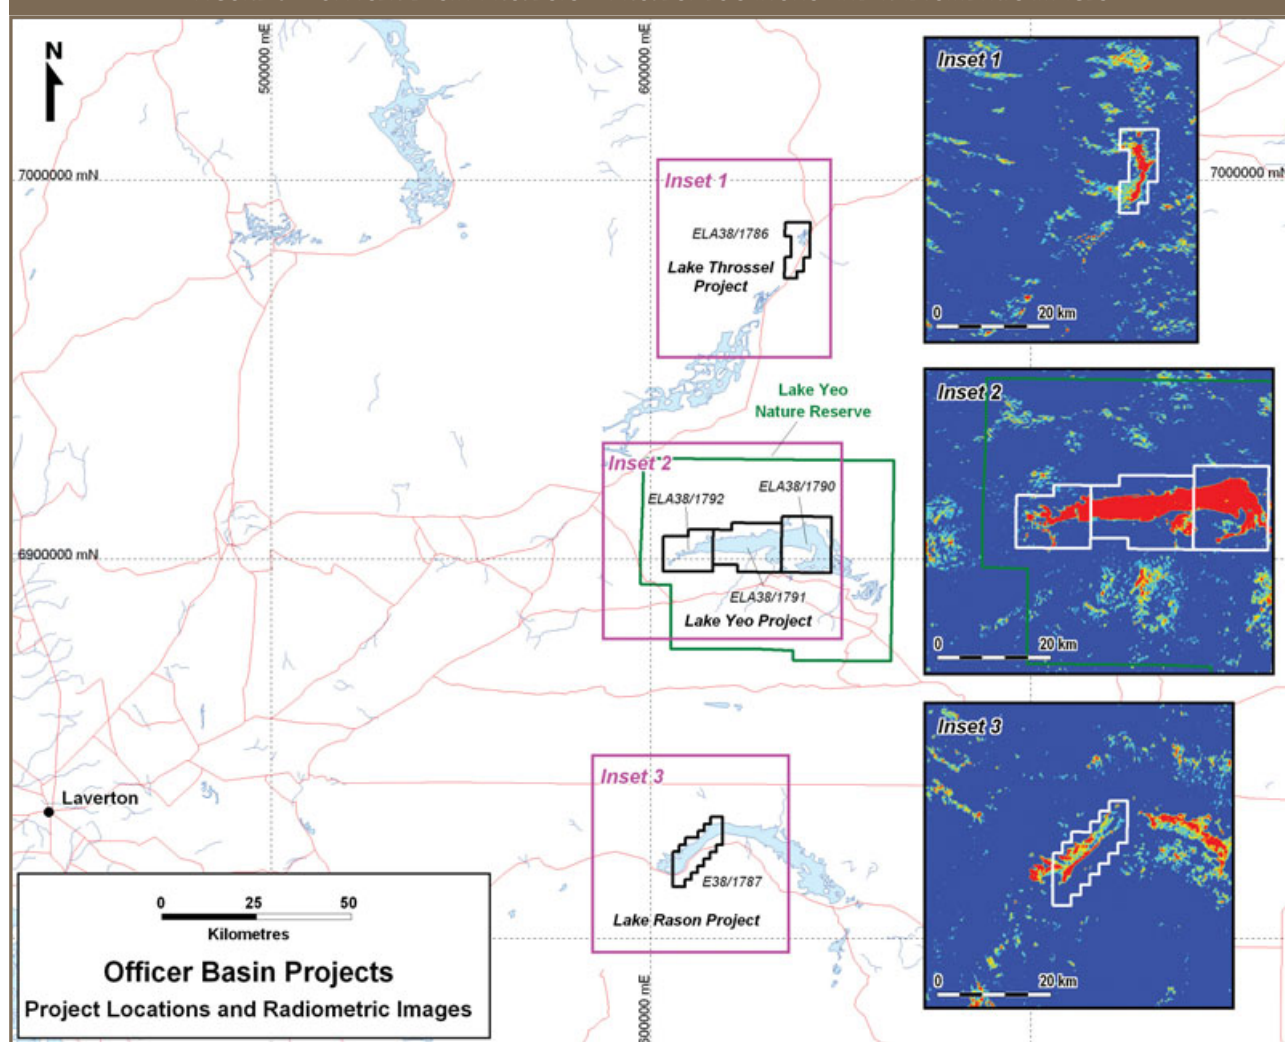 N
500000 mE
600000 mE
7000000 mN
7000000 mN
Inset 1
ELA38/1786
Lake Throssel
Project
Lake Yeo
Nature Reserve
Inset 2
ELA38/1792
ELA38/1790
6900000 mN
ELA38/1791
Lake Yeo Project
Inset 3
Laverton
E38/1787
Lake Rason Project
600000 mE
0 25 50
Kilometres
Officer Basin Projects
Project Locations and Radiometric Images
Inset 1
0 20 km
Inset 2
0 20 km
Inset 3
0 20 km